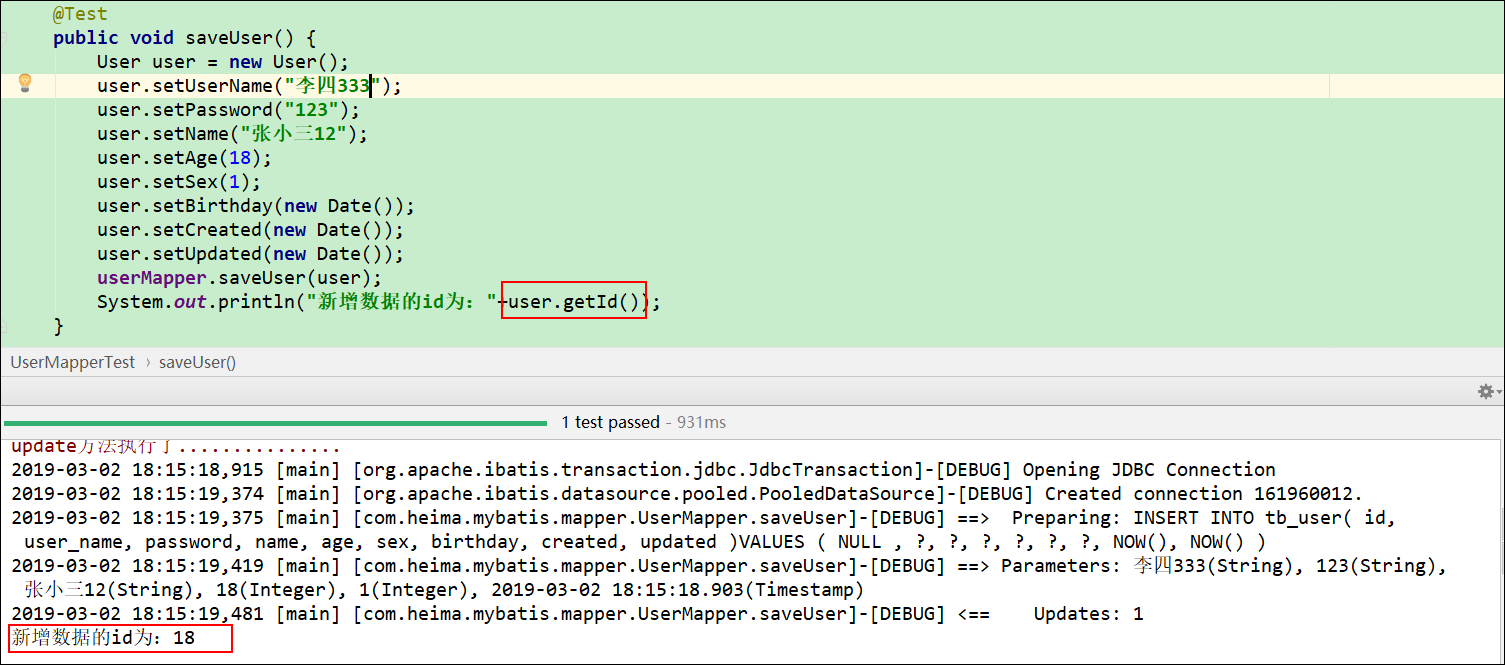 @Test
public void saveUser() {
User user = new User();
user.setUserName("李四333");
user.setPassword("123");
user.setName("张小三12");
user.setAge(18);
user.setSex(1);
user.setBirthday(new Date());
user.setCreated(new Date());
user.setUpdated(new Date());
userMapper.saveUser(user);
System.out.println("新增数据的id为："+user.getId());
}
UserMapperTest › saveUser()
1 test passed - 931ms
update方法执行了...............
2019-03-02 18:15:18,915 [main] [org.apache.ibatis.transaction.jdbc.JdbcTransaction]-[DEBUG] Opening JDBC Connection
2019-03-02 18:15:19,374 [main] [org.apache.ibatis.datasource.pooled.PooledDataSource]-[DEBUG] Created connection 161960012.
2019-03-02 18:15:19,375 [main] [com.heima.mybatis.mapper.UserMapper.saveUser]-[DEBUG] ==>  Preparing: INSERT INTO tb_user( id,
user_name, password, name, age, sex, birthday, created, updated )VALUES ( NULL , ?, ?, ?, ?, ?, ?, NOW(), NOW() )
2019-03-02 18:15:19,419 [main] [com.heima.mybatis.mapper.UserMapper.saveUser]-[DEBUG] ==> Parameters: 李四333(String), 123(String),
张小三12(String), 18(Integer), 1(Integer), 2019-03-02 18:15:18.903(Timestamp)
2019-03-02 18:15:19,481 [main] [com.heima.mybatis.mapper.UserMapper.saveUser]-[DEBUG] <==    Updates: 1
新增数据的id为：18